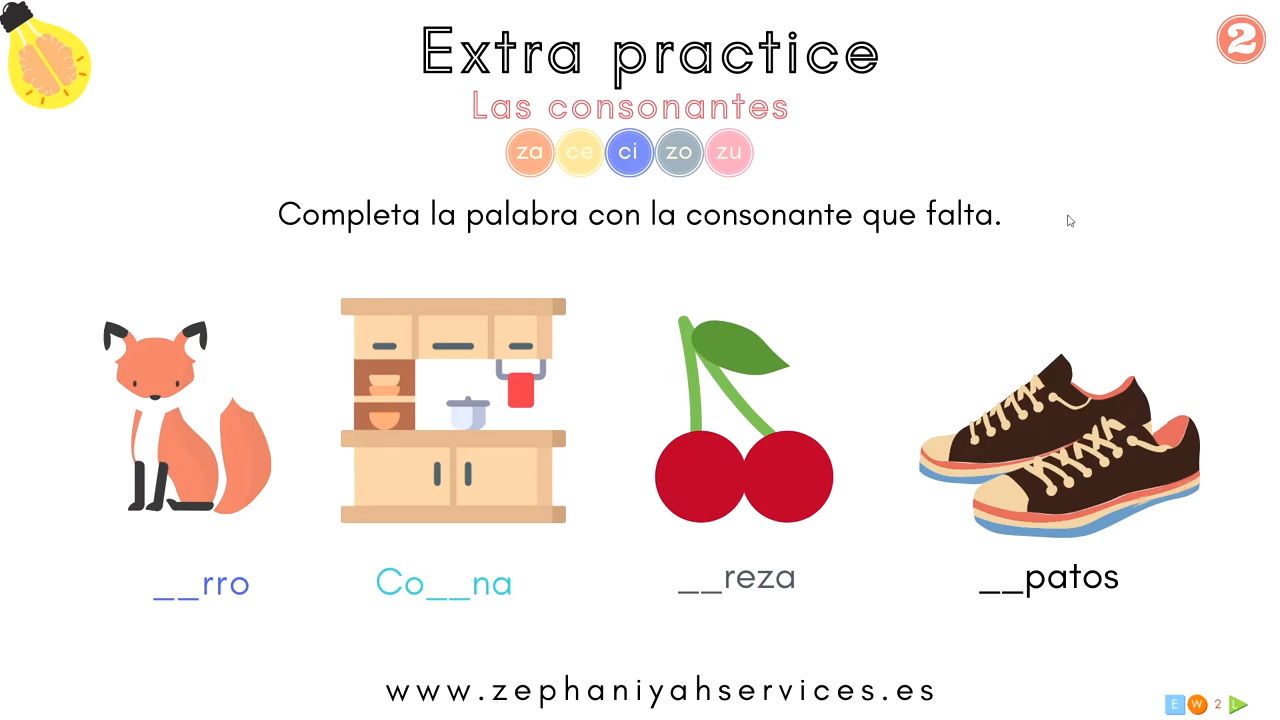 2
Extra practice
Las consonantes
za ce ci zo zu
Completa la palabra con la consonante que falta.
__rro Co__na __reza __patos
www.zephaniyahservices.es
E W 2 L